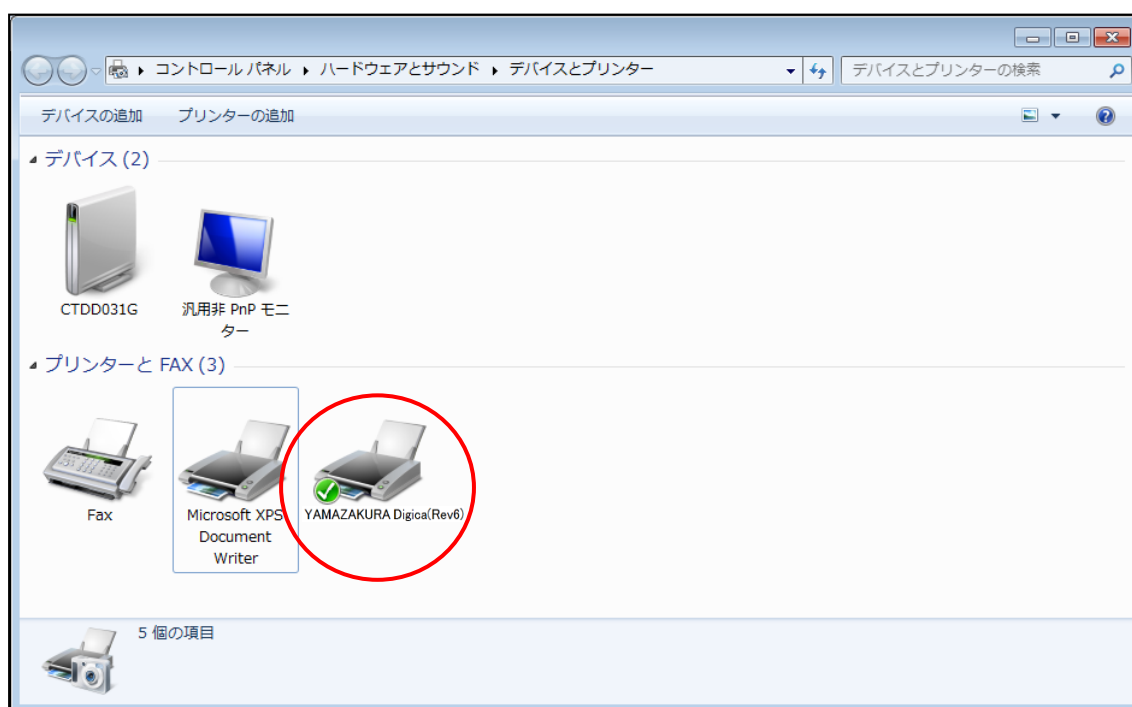 コントロール パネル ハードウェアとサウンド デバイスとプリンター デバイスとプリンターの検索
デバイスの追加 プリンターの追加
デバイス (2)
CTDD031G 汎用非 PnP モニ
ター
プリンターと FAX (3)
Fax Microsoft XPS YAMAZAKURA Digica(Rev6)
Document
Writer
5 個の項目